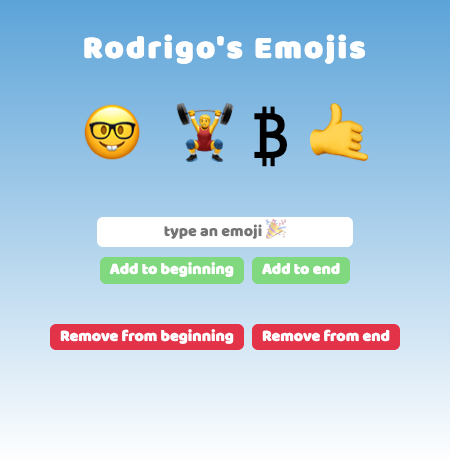 Rodrigo's Emojis
🤓 🏋️ ₿ 🤙
type an emoji 🎉
Add to beginning Add to end
Remove from beginning Remove from end